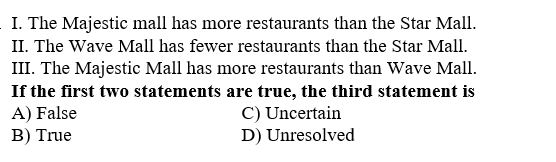 I. The Majestic mall has more restaurants than the Star Mall.
II. The Wave Mall has fewer restaurants than the Star Mall.
III. The Majestic Mall has more restaurants than Wave Mall.
If the first two statements are true, the third statement is
A) False C) Uncertain
B) True D) Unresolved